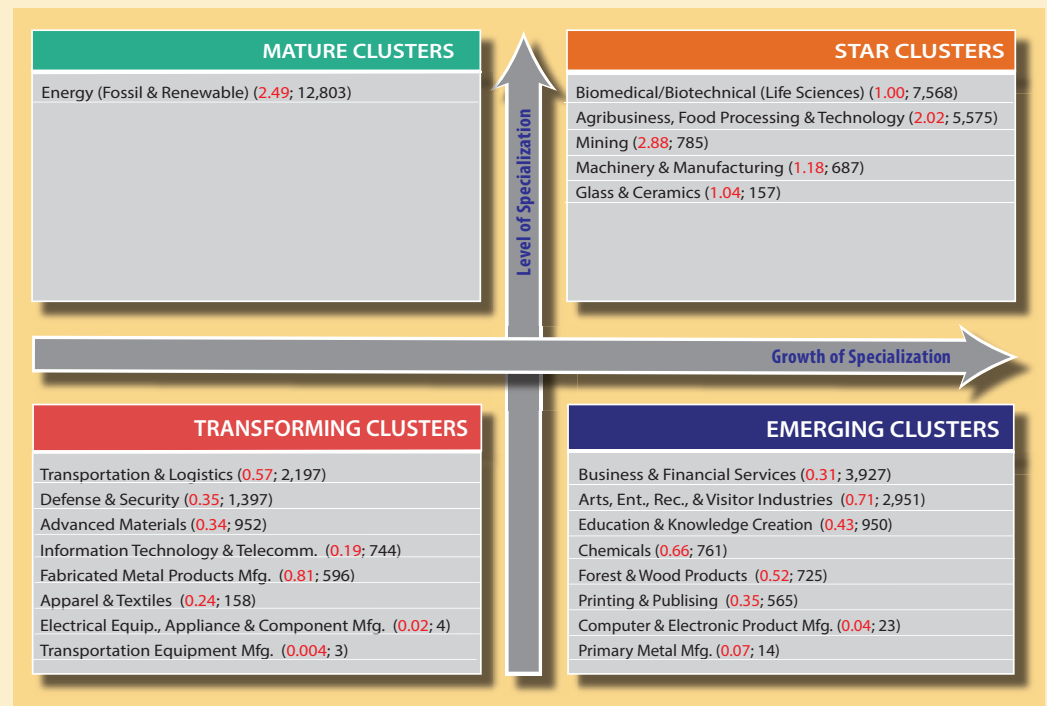 MATURE CLUSTERS
Energy (Fossil & Renewable) (2.49; 12,803)
STAR CLUSTERS
Biomedical/Biotechnical (Life Sciences) (1.00; 7,568)
Agribusiness, Food Processing & Technology (2.02; 5,575)
Mining (2.88; 785)
Machinery & Manufacturing (1.18; 687)
Glass & Ceramics (1.04; 157)
Level of Specialization
Growth of Specialization
TRANSFORMING CLUSTERS
Transportation & Logistics (0.57; 2,197)
Defense & Security (0.35; 1,397)
Advanced Materials (0.34; 952)
Information Technology & Telecomm. (0.19; 744)
Fabricated Metal Products Mfg. (0.81; 596)
Apparel & Textiles (0.24; 158)
Electrical Equip., Appliance & Component Mfg. (0.02; 4)
Transportation Equipment Mfg. (0.004; 3)
EMERGING CLUSTERS
Business & Financial Services (0.31; 3,927)
Arts, Ent., Rec., & Visitor Industries (0.71; 2,951)
Education & Knowledge Creation (0.43; 950)
Chemicals (0.66; 761)
Forest & Wood Products (0.52; 725)
Printing & Publising (0.35; 565)
Computer & Electronic Product Mfg. (0.04; 23)
Primary Metal Mfg. (0.07; 14)